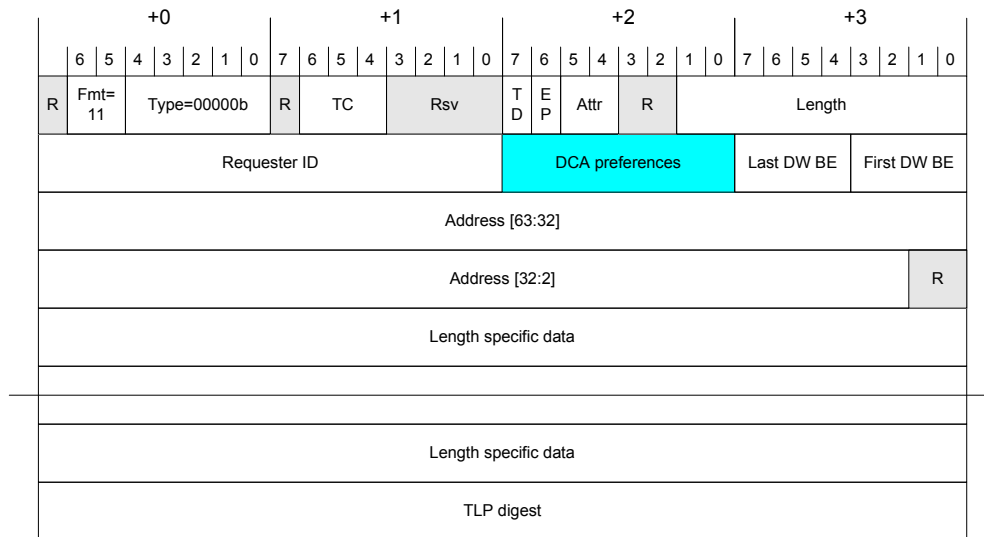 +0 +1 +2 +3
6 5 4 3 2 1 0 7 6 5 4 3 2 1 0 7 6 5 4 3 2 1 0 7 6 5 4 3 2 1 0
R Fmt= 11 Type=00000b R TC Rsv T D E P Attr R Length
Requester ID DCA preferences Last DW BE First DW BE
Address [63:32]
Address [32:2] R
Length specific data
Length specific data
TLP digest